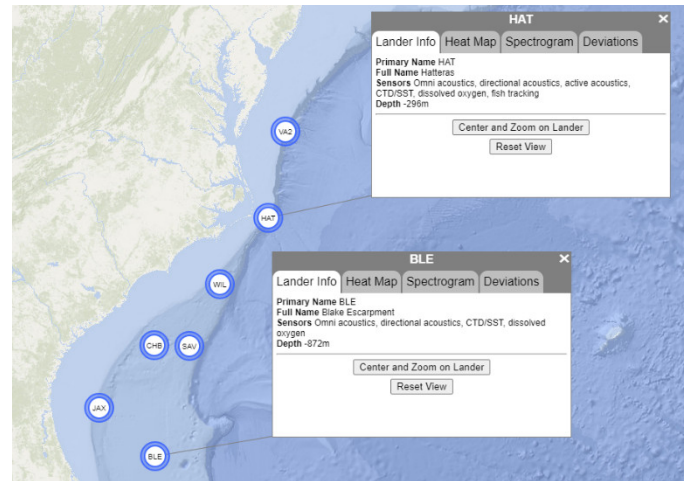 HAT ×
Lander Info Heat Map Spectrogram Deviations
Primary Name HAT
Full Name Hatteras
Sensors Omni acoustics, directional acoustics, active acoustics,
CTD/SST, dissolved oxygen, fish tracking
Depth -296m
Center and Zoom on Lander
Reset View
VA2
HAT
BLE ×
Lander Info Heat Map Spectrogram Deviations
Primary Name BLE
Full Name Blake Escarpment
Sensors Omni acoustics, directional acoustics, CTD/SST, dissolved
oxygen
Depth -872m
Center and Zoom on Lander
Reset View
WIL
CHB
SAV
JAX
BLE